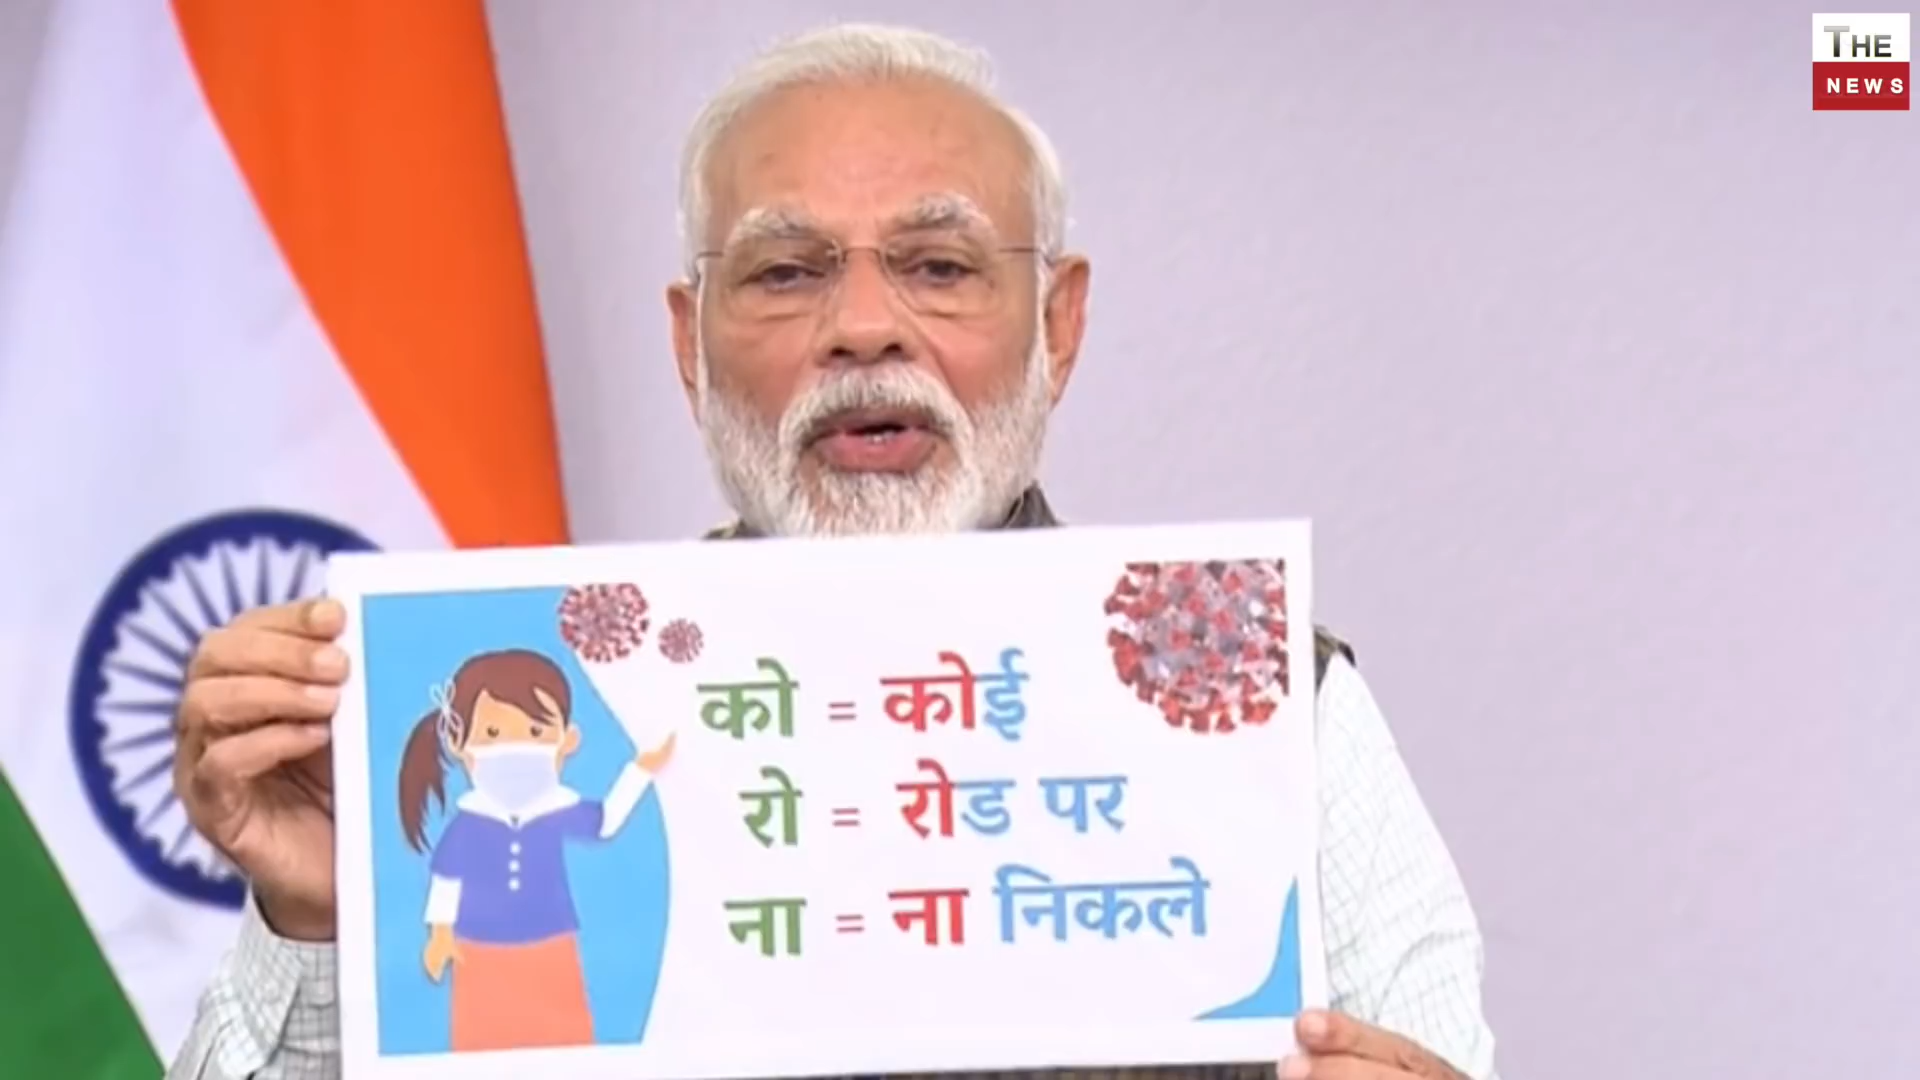 THE
NEWS
को = कोई
रो = रोड पर
ना = ना निकले